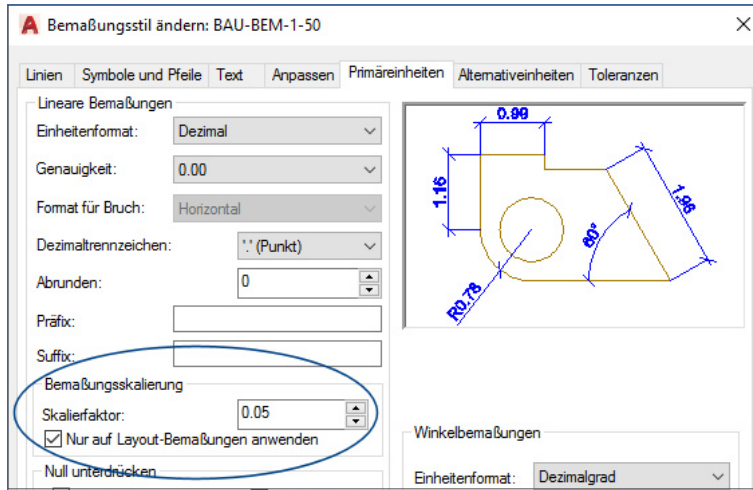 Bemaßungsstil ändern: BAU-BEM-1-50
Linien Symbole und Pfeile Text Anpassen Primäreinheiten Alternativeinheiten Toleranzen
Lineare Bemaßungen
Einheitenformat: Dezimal
Genauigkeit: 0.00
Format für Bruch: Horizontal
Dezimaltrennzeichen: '.' (Punkt)
Abrunden: 0
Präfix:
Suffix:
Bemaßungsskalierung
Skalierfaktor: 0.05
Nur auf Layout-Bemaßungen anwenden
Null unterdrücken
0.99
1.16
1.96
60°
R0.78
Winkelbemaßungen
Einheitenformat: Dezimalgrad